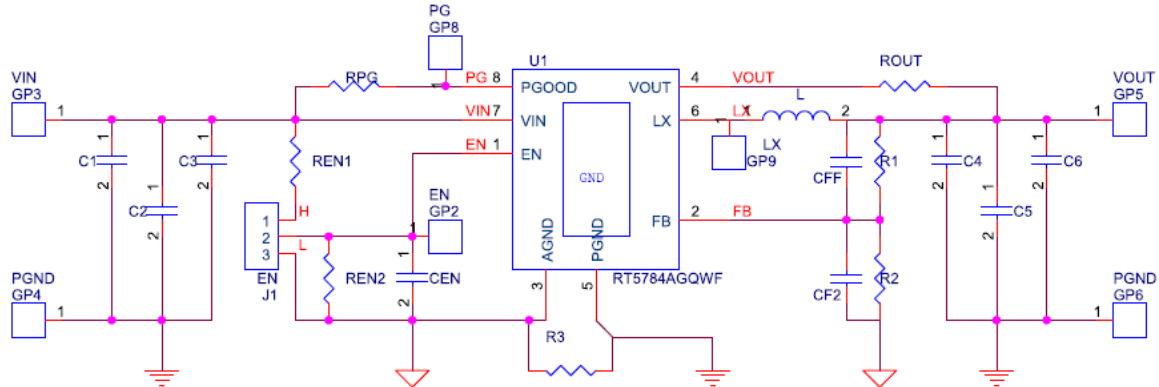 PG
GP8
U1
VIN
GP3
1
RPG
PG 8
1
PGOOD
VOUT
4
VOUT
ROUT
VOUT
GP5
1
VIN 7
VIN
LX
6
LX
1
1
L
2
LX
GP9
EN 1
EN
GND
1
C1
2
1
C2
2
1
C3
2
REN1
H
1
2
3
L
EN
J1
EN
GP2
1
REN2
1
CEN
2
FB
2
FB
AGND
PGND
3
5
RT5784AGQWF
R3
CFF
R1
CF2
R2
1
C4
2
1
C5
2
1
C6
2
PGND
GP4
1
PGND
GP6
1